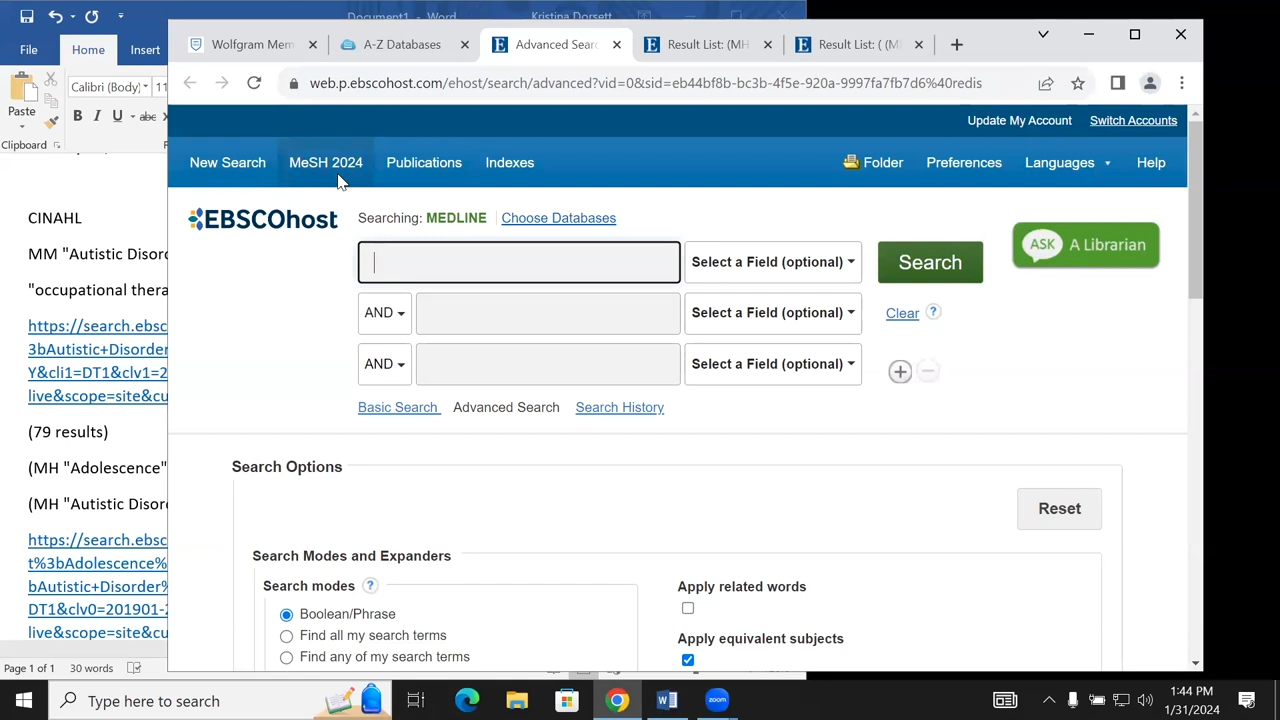 Document1 - Word
Kristina Dorsett
File
Home
Insert
Wolfgram Mem
A-Z Databases
Advanced Sear
Result List: (MH
Result List: ( (M
web.p.ebscohost.com/ehost/search/advanced?vid=0&sid=eb44bf8b-bc3b-4f5e-920a-9997fa7fb7d6%40redis
Paste
Calibri (Body)
11
B I U abc
Clipboard
Update My Account
Switch Accounts
New Search
MeSH 2024
Publications
Indexes
Folder
Preferences
Languages
Help
EBSCOhost
Searching: MEDLINE
Choose Databases
Select a Field (optional)
Search
ASK A Librarian
AND
Select a Field (optional)
Clear
?
AND
Select a Field (optional)
Basic Search
Advanced Search
Search History
Search Options
Reset
Search Modes and Expanders
Search modes
?
Boolean/Phrase
Find all my search terms
Find any of my search terms
Apply related words
Apply equivalent subjects
CINAHL
MM "Autistic Disor
"occupational thera
https://search.ebsc
3bAutistic+Disorder
Y&cli1=DT1&clv1=2
live&scope=site&cu
(79 results)
(MH "Adolescence"
(MH "Autistic Disor
https://search.ebsc
t%3bAdolescence%
bAutistic+Disorder%
DT1&clv0=201901-2
live&scope=site&cu
Page 1 of 1
30 words
Type here to search
zoom
1:44 PM
1/31/2024